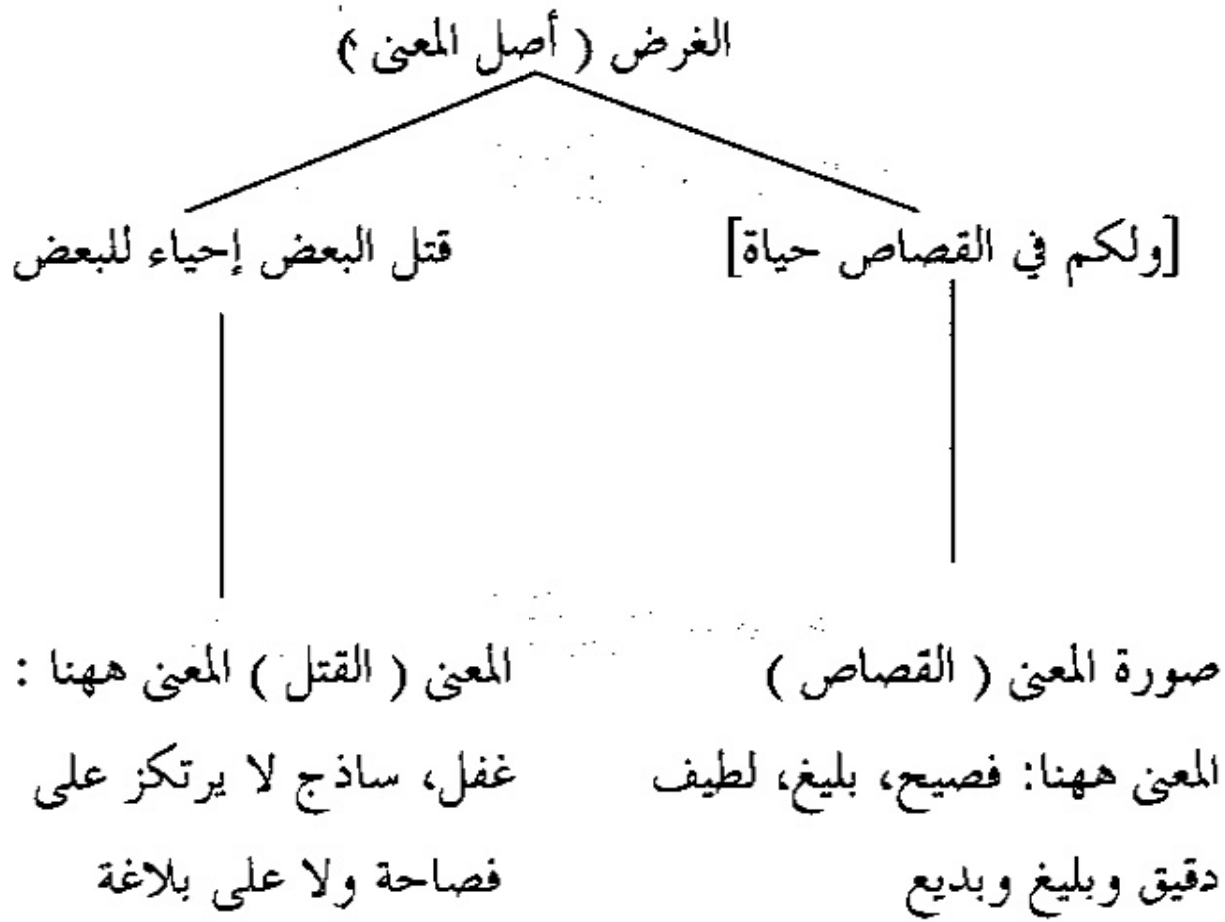 الغرض ( أصل المعنى )
[ولكم في القصاص حياة]
قتل البعض إحياء للبعض
صورة المعنى ( القصاص )
المعنى ههنا: فصيح، بليغ، لطيف
دقيق وبليغ وبديع
المعنى ( القتل ) المعنى ههنا :
غفل، ساذج لا يرتكز على
فصاحة ولا على بلاغة